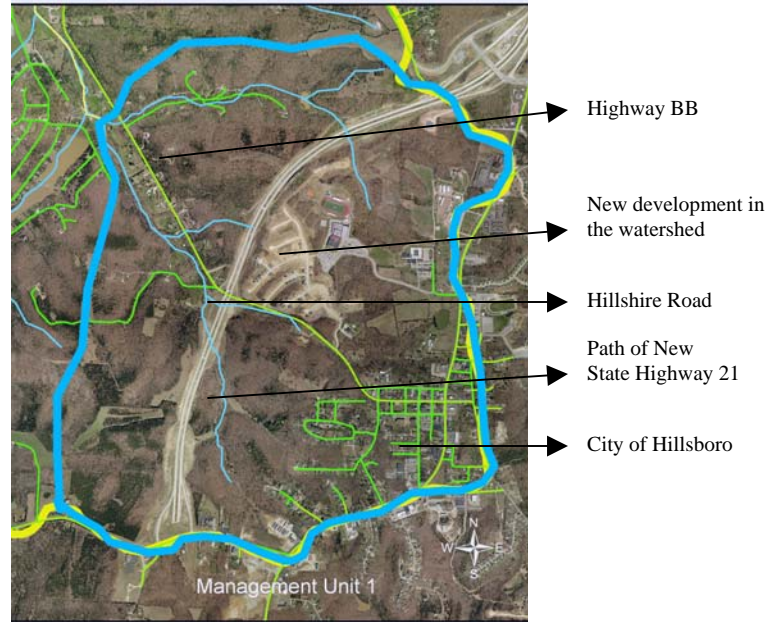 Highway BB
New development in
the watershed
Hillshire Road
Path of New
State Highway 21
City of Hillsboro
N
W E
S
Management Unit 1